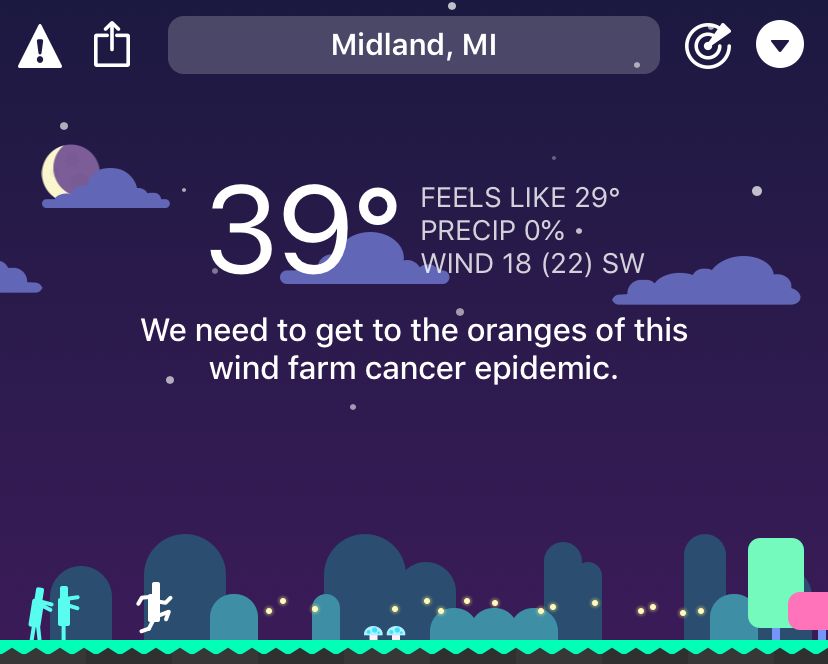 Midland, MI
39°
FEELS LIKE 29°
PRECIP 0% •
WIND 18 (22) SW
We need to get to the oranges of this
wind farm cancer epidemic.